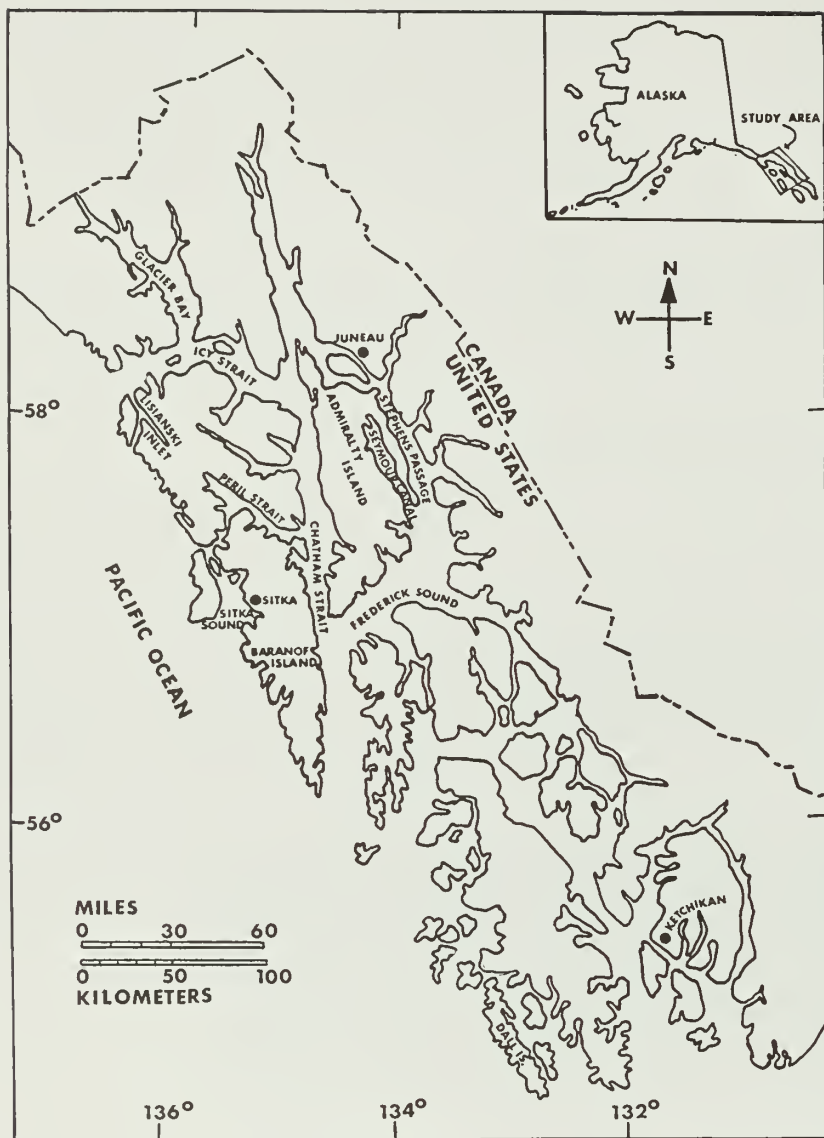 ALASKA
STUDY AREA
N
W E
S
GLACIER BAY
JUNEAU
ICY STRAIT
CANADA
UNITED STATES
58°
LISIANSKI
INLET
ADMIRALTY
ISLAND
STEPHENS PASSAGE
SEYMOUR CANAL
PERIL STRAIT
CHATHAM STRAIT
PACIFIC OCEAN
SITKA
SITKA
SOUND
FREDERICK SOUND
BARANOF
ISLAND
56°
KETCHIKAN
MILES
0 30 60
0 50 100
KILOMETERS
DALL IS.
136° 134° 132°